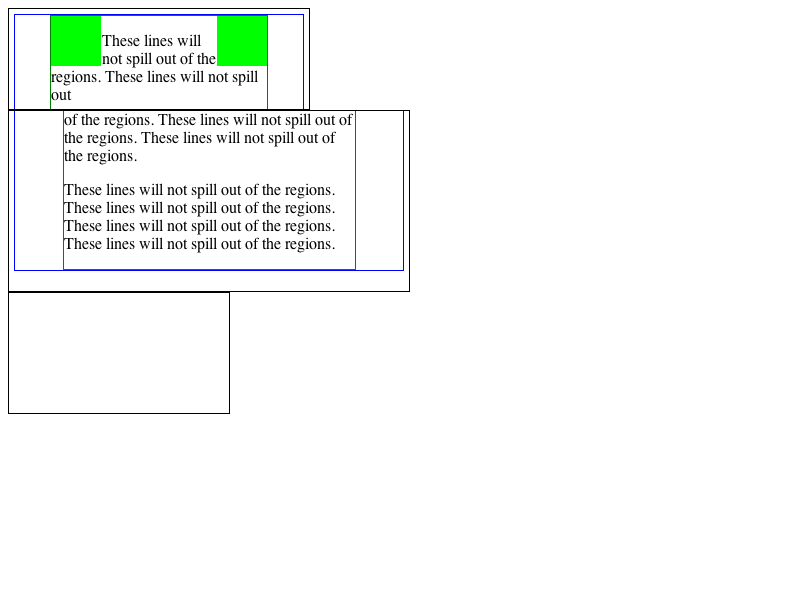 These lines will
not spill out of the
regions. These lines will not spill
out
of the regions. These lines will not spill out of
the regions. These lines will not spill out of
the regions.
These lines will not spill out of the regions.
These lines will not spill out of the regions.
These lines will not spill out of the regions.
These lines will not spill out of the regions.